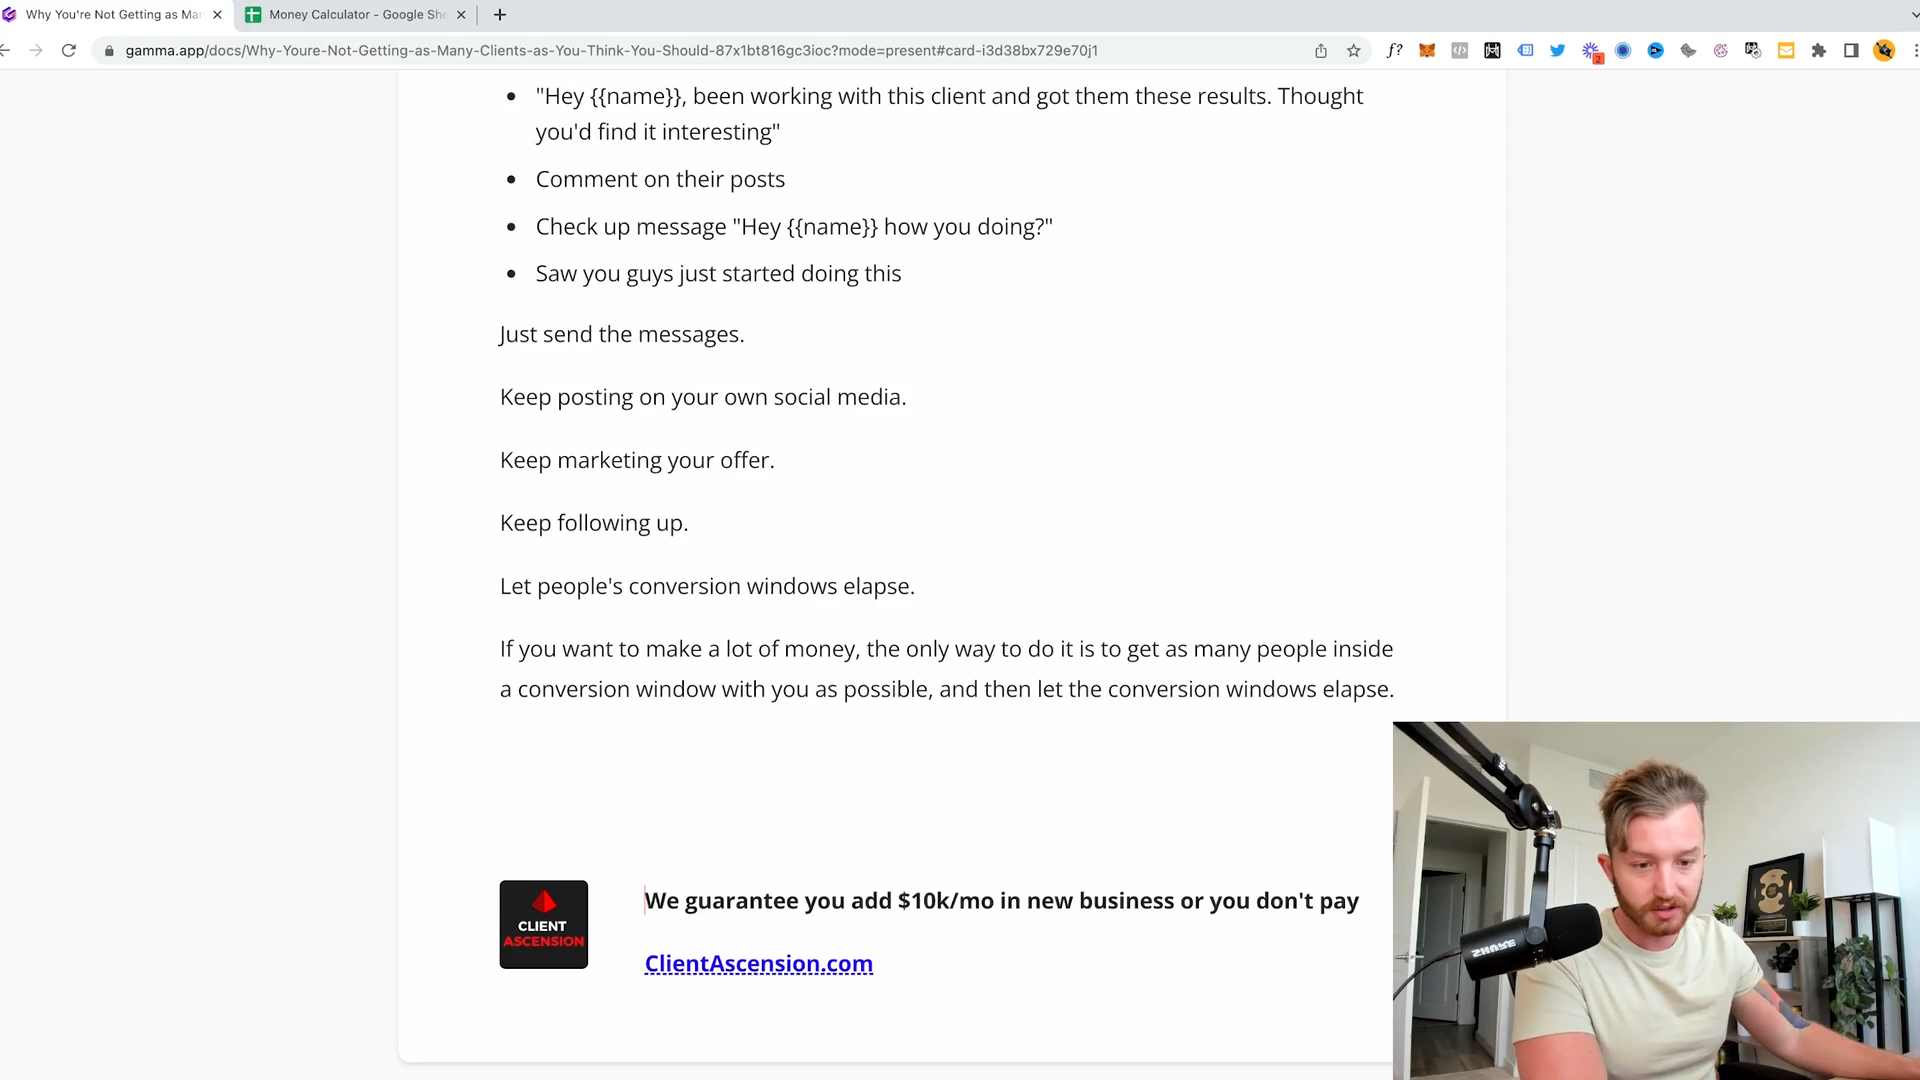 Why You're Not Getting as Ma
Money Calculator - Google She
gamma.app/docs/Why-Youre-Not-Getting-as-Many-Clients-as-You-Think-You-Should-87x1bt816gc3ioc?mode=present#card-i3d38bx729e70j1
f?
2
"Hey {{name}}, been working with this client and got them these results. Thought
you'd find it interesting"
Comment on their posts
Check up message "Hey {{name}} how you doing?"
Saw you guys just started doing this
Just send the messages.
Keep posting on your own social media.
Keep marketing your offer.
Keep following up.
Let people's conversion windows elapse.
If you want to make a lot of money, the only way to do it is to get as many people inside
a conversion window with you as possible, and then let the conversion windows elapse.
CLIENT
ASCENSION
We guarantee you add $10k/mo in new business or you don't pay
ClientAscension.com
SHURE